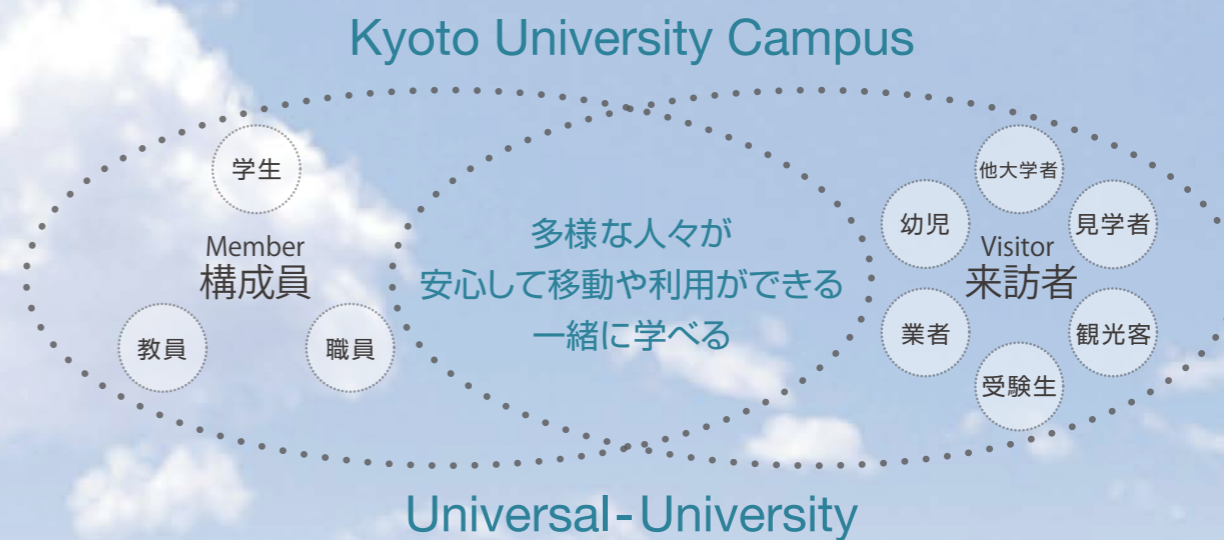 Kyoto University Campus
学生
Member
構成員
教員
職員
多様な人々が
安心して移動や利用ができる
一緒に学べる
他大学者
幼児
見学者
Visitor
来訪者
業者
観光客
受験生
Universal-University